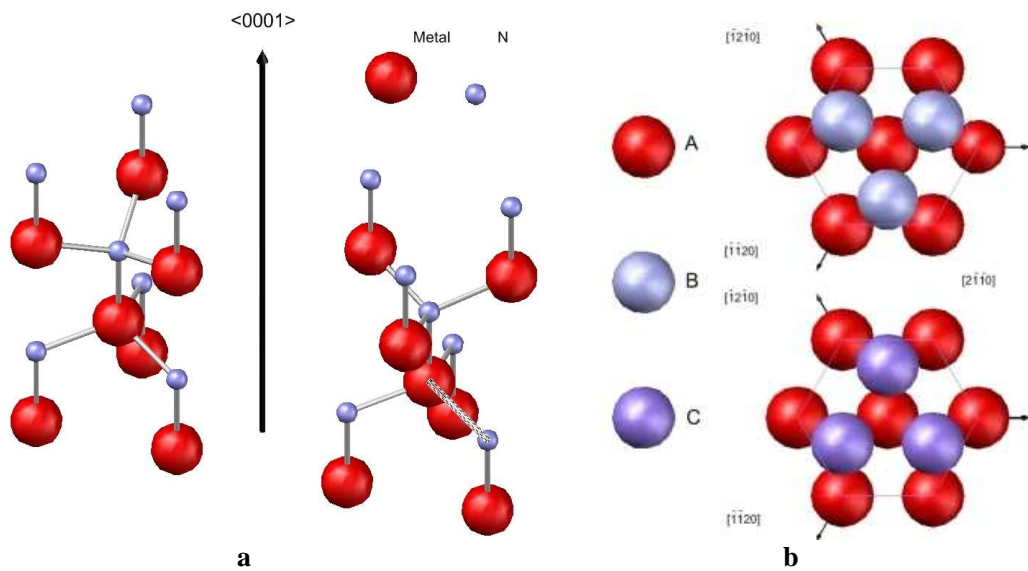 <0001>
Metal N
[1̄21̄0]
A
[1̄1̄20]
B
[1̄21̄0]
[21̄1̄0]
C
[1̄1̄20]
a
b